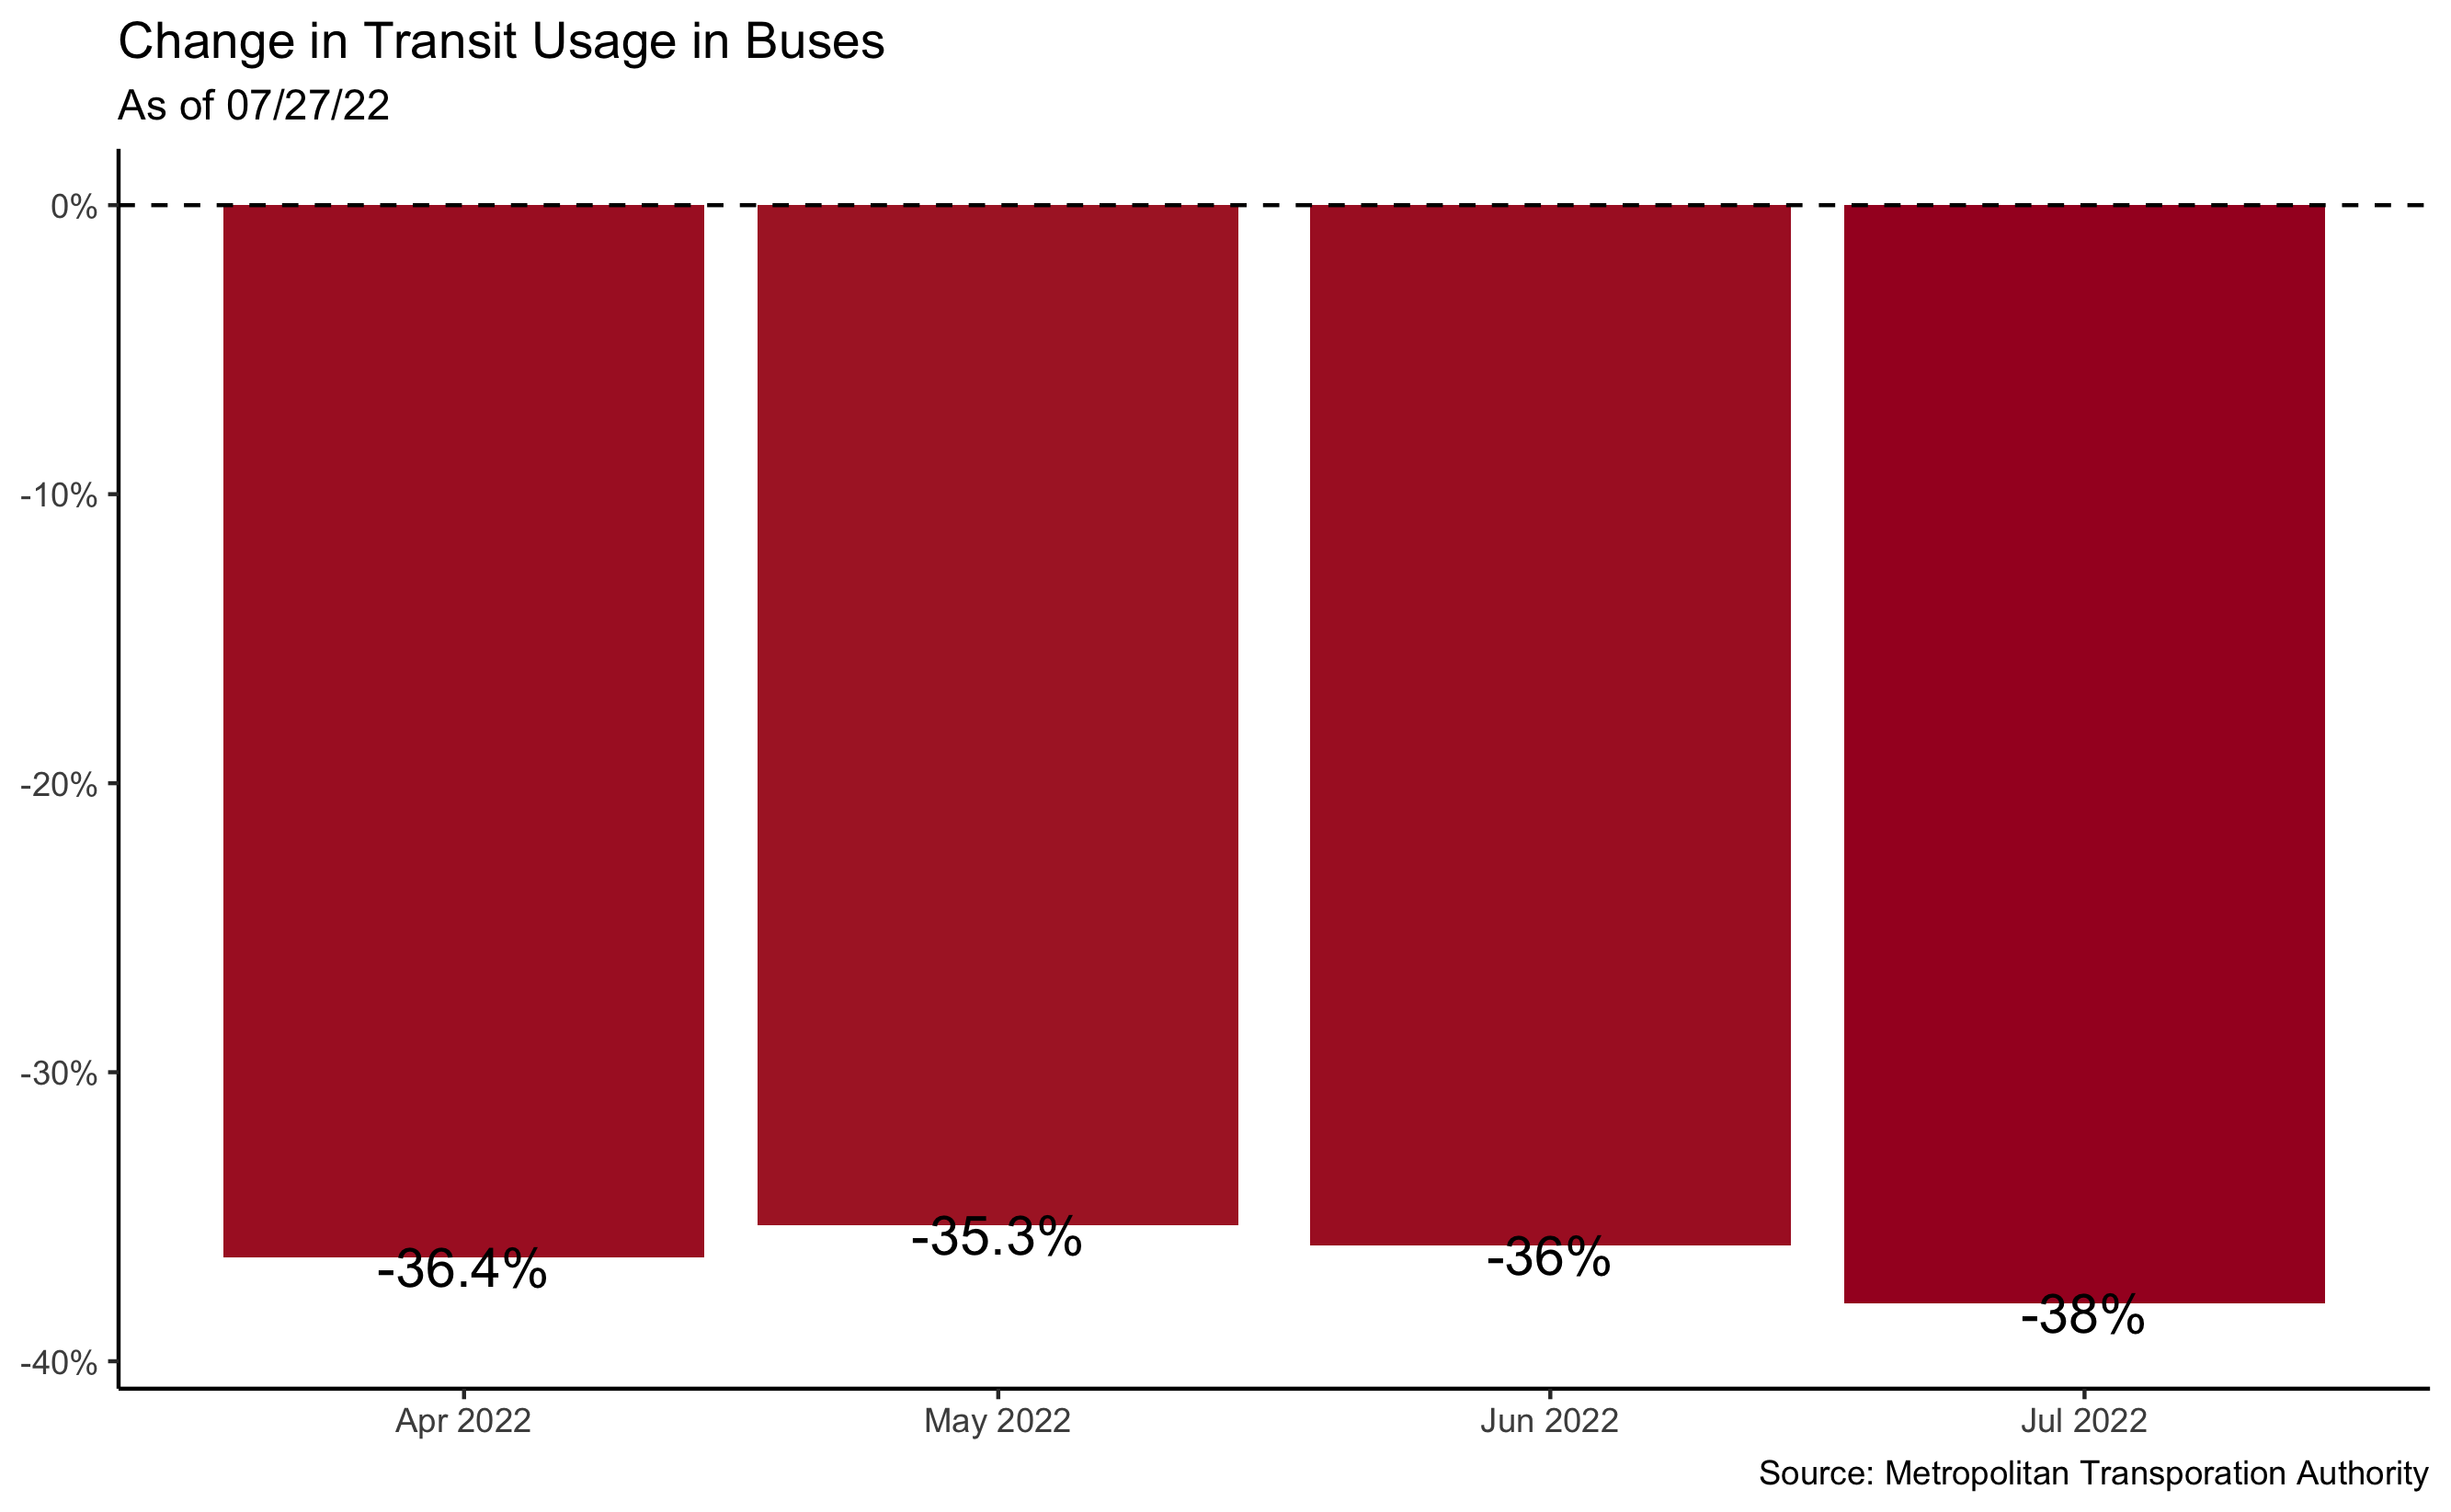 Change in Transit Usage in Buses
As of 07/27/22
0%
-10%
-20%
-30%
-40%
-36.4%
-35.3%
-36%
-38%
Apr 2022
May 2022
Jun 2022
Jul 2022
Source: Metropolitan Transporation Authority